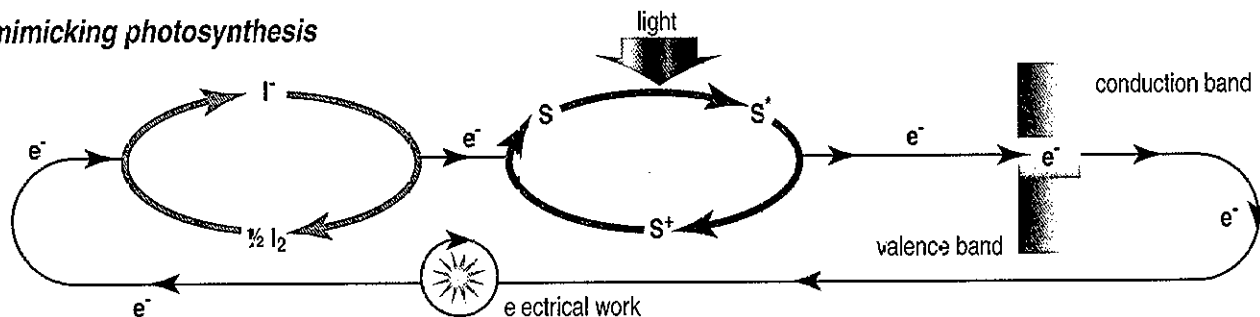 mimicking photosynthesis
light
I⁻
S
S*
conduction band
e⁻
e⁻
e⁻
e⁻
e⁻
½ I₂
S⁺
valence band
e⁻
e ectrical work